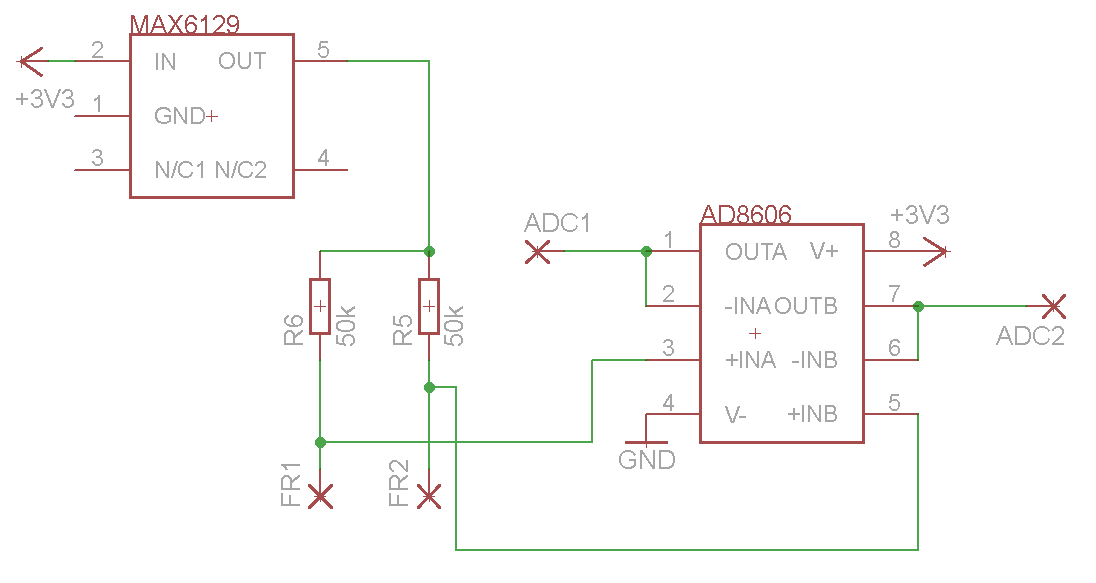 MAX6129
2 IN OUT 5
+3V3
1 GND+
3 N/C1 N/C2 4
ADC1
AD8606
+3V3
1 OUTA V+ 8
2 -INA OUTB 7
ADC2
3 +INA -INB 6
4 V- +INB 5
GND
R6
50k
R5
50k
FR1
FR2